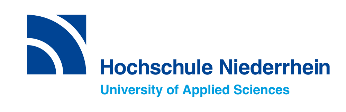 Hochschule Niederrhein
University of Applied Sciences